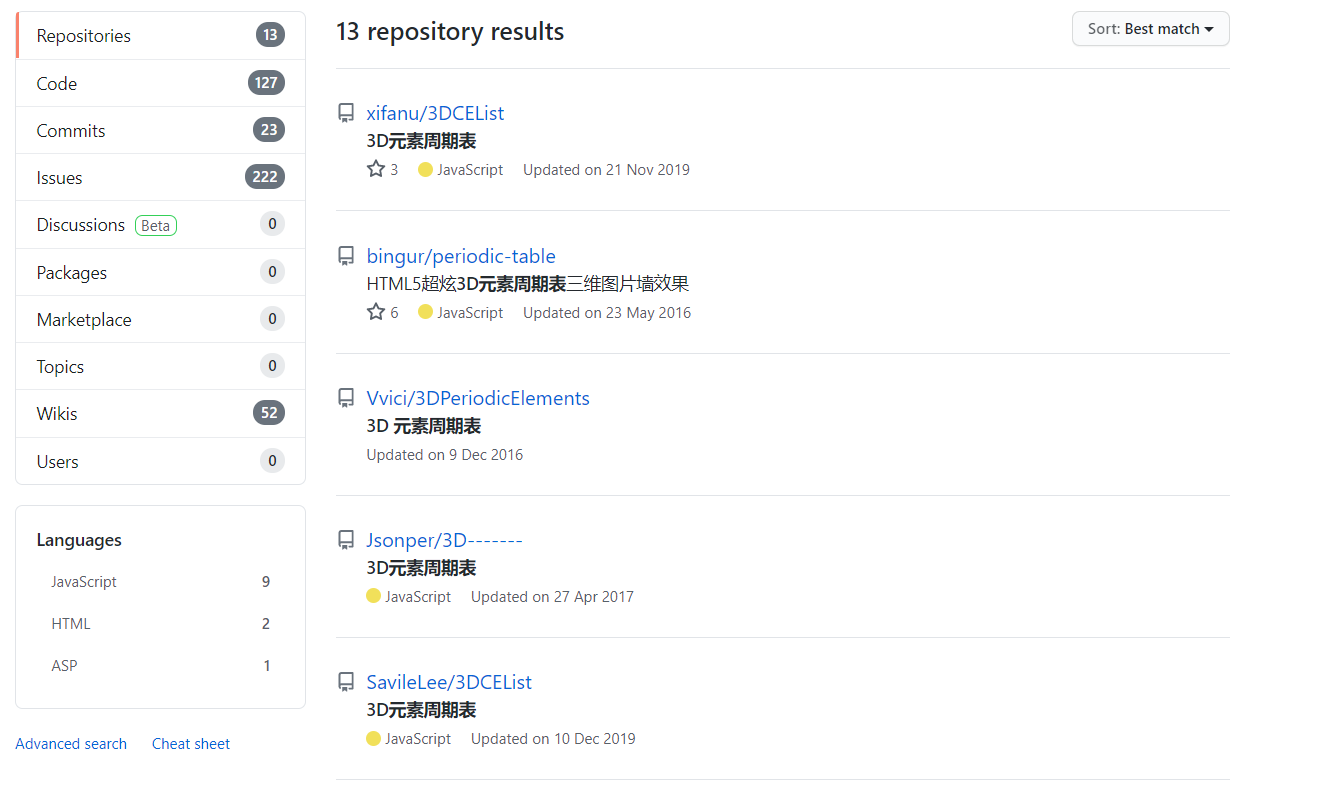 Repositories 13
Code 127
Commits 23
Issues 222
Discussions Beta 0
Packages 0
Marketplace 0
Topics 0
Wikis 52
Users 0
Languages
JavaScript 9
HTML 2
ASP 1
Advanced search Cheat sheet
13 repository results
Sort: Best match
xifanu/3DCEList
3D元素周期表
3 JavaScript Updated on 21 Nov 2019
bingur/periodic-table
HTML5超炫3D元素周期表三维图片墙效果
6 JavaScript Updated on 23 May 2016
Vvici/3DPeriodicElements
3D 元素周期表
Updated on 9 Dec 2016
Jsonper/3D-------
3D元素周期表
JavaScript Updated on 27 Apr 2017
SavileLee/3DCEList
3D元素周期表
JavaScript Updated on 10 Dec 2019